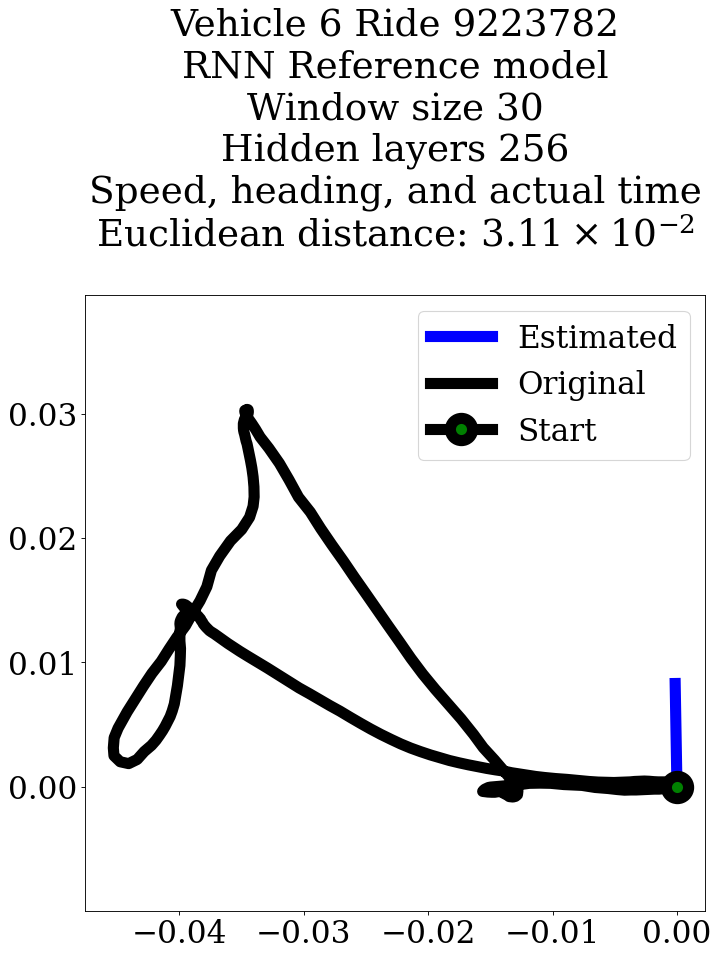 Vehicle 6 Ride 9223782
RNN Reference model
Window size 30
Hidden layers 256
Speed, heading, and actual time
Euclidean distance: 3.11 × 10⁻²
Estimated
Original
Start
0.03
0.02
0.01
0.00
−0.04 −0.03 −0.02 −0.01 0.00